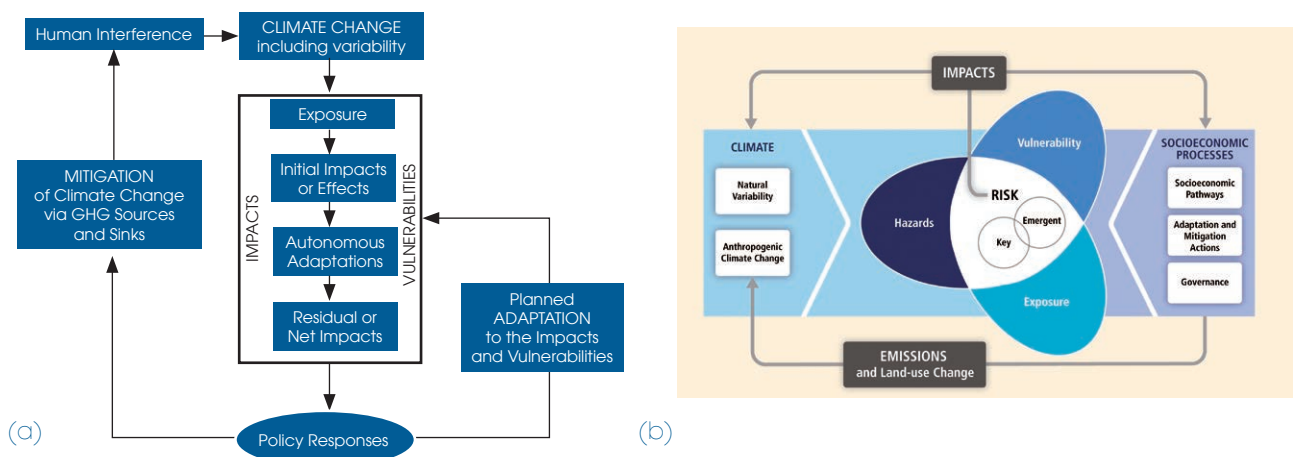 Human Interference
CLIMATE CHANGE
including variability
Exposure
Initial Impacts
or Effects
Autonomous
Adaptations
Residual or
Net Impacts
IMPACTS
VULNERABILITIES
MITIGATION
of Climate Change
via GHG Sources
and Sinks
Planned
ADAPTATION
to the Impacts
and Vulnerabilities
Policy Responses
(a)
IMPACTS
CLIMATE
Natural
Variability
Anthropogenic
Climate Change
Vulnerability
Hazards
RISK
Emergent
Key
Exposure
SOCIOECONOMIC
PROCESSES
Socioeconomic
Pathways
Adaptation and
Mitigation
Actions
Governance
EMISSIONS
and Land-use Change
(b)